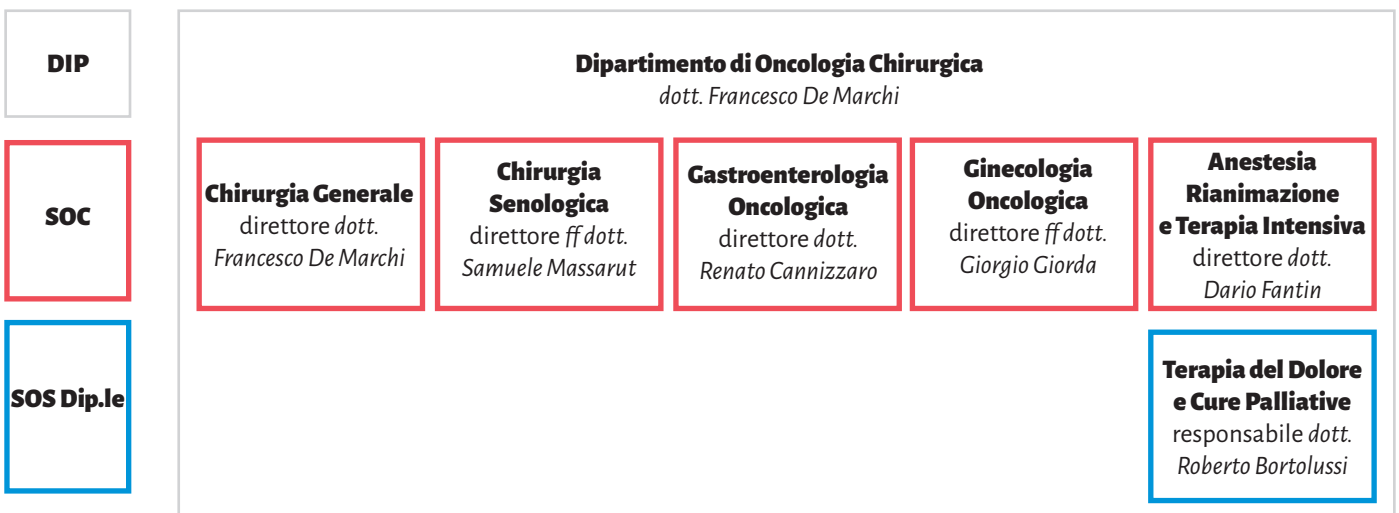 DIP
Dipartimento di Oncologia Chirurgica
dott. Francesco De Marchi
SOC
Chirurgia Generale
direttore dott.
Francesco De Marchi
Chirurgia
Senologica
direttore ff dott.
Samuele Massarut
Gastroenterologia
Oncologica
direttore dott.
Renato Cannizzaro
Ginecologia
Oncologica
direttore ff dott.
Giorgio Giorda
Anestesia
Rianimazione
e Terapia Intensiva
direttore dott.
Dario Fantin
SOS Dip.le
Terapia del Dolore
e Cure Palliative
responsabile dott.
Roberto Bortolussi